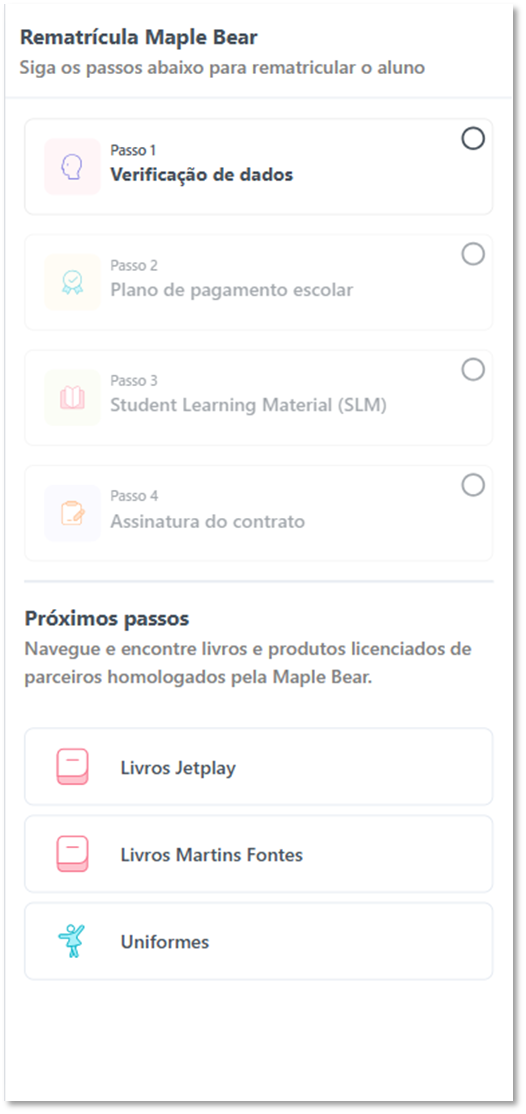 Rematrícula Maple Bear
Siga os passos abaixo para rematricular o aluno
Passo 1
Verificação de dados
Passo 2
Plano de pagamento escolar
Passo 3
Student Learning Material (SLM)
Passo 4
Assinatura do contrato
Próximos passos
Navegue e encontre livros e produtos licenciados de
parceiros homologados pela Maple Bear.
Livros Jetplay
Livros Martins Fontes
Uniformes